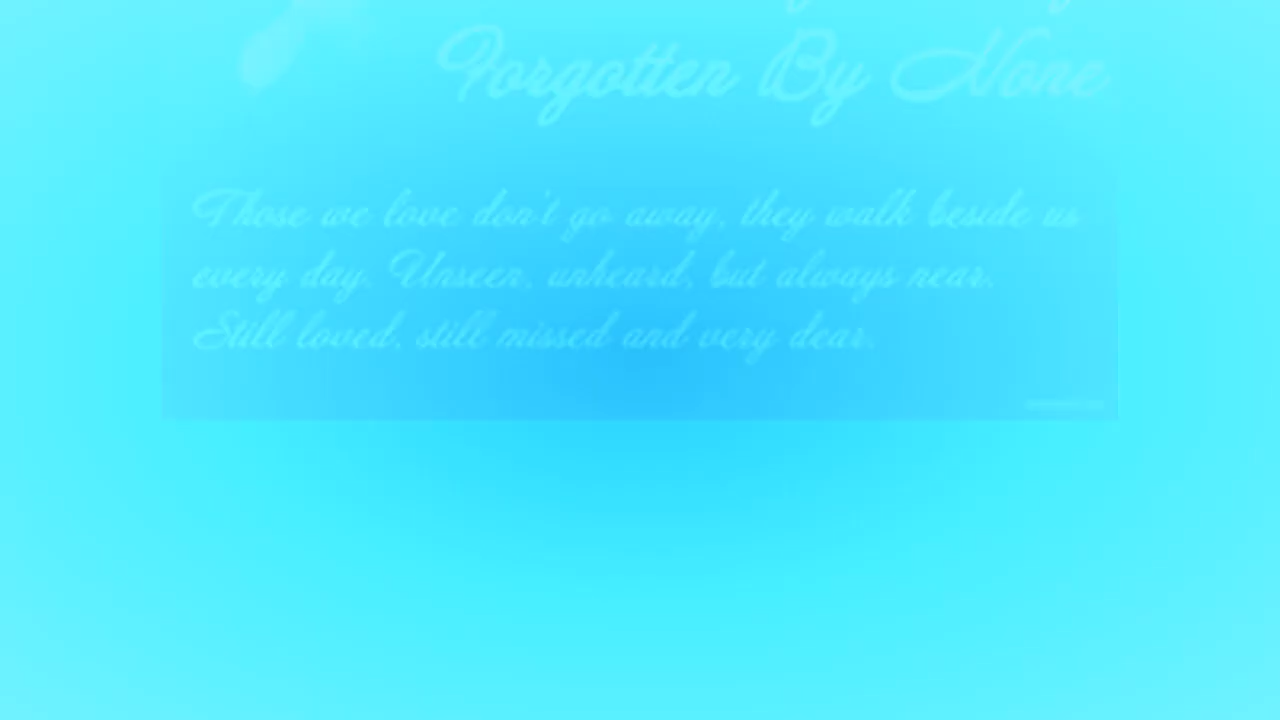 Forgotten By None
Those we love don't go away, they walk beside us
every day. Unseen, unheard, but always near.
Still loved, still missed and very dear.